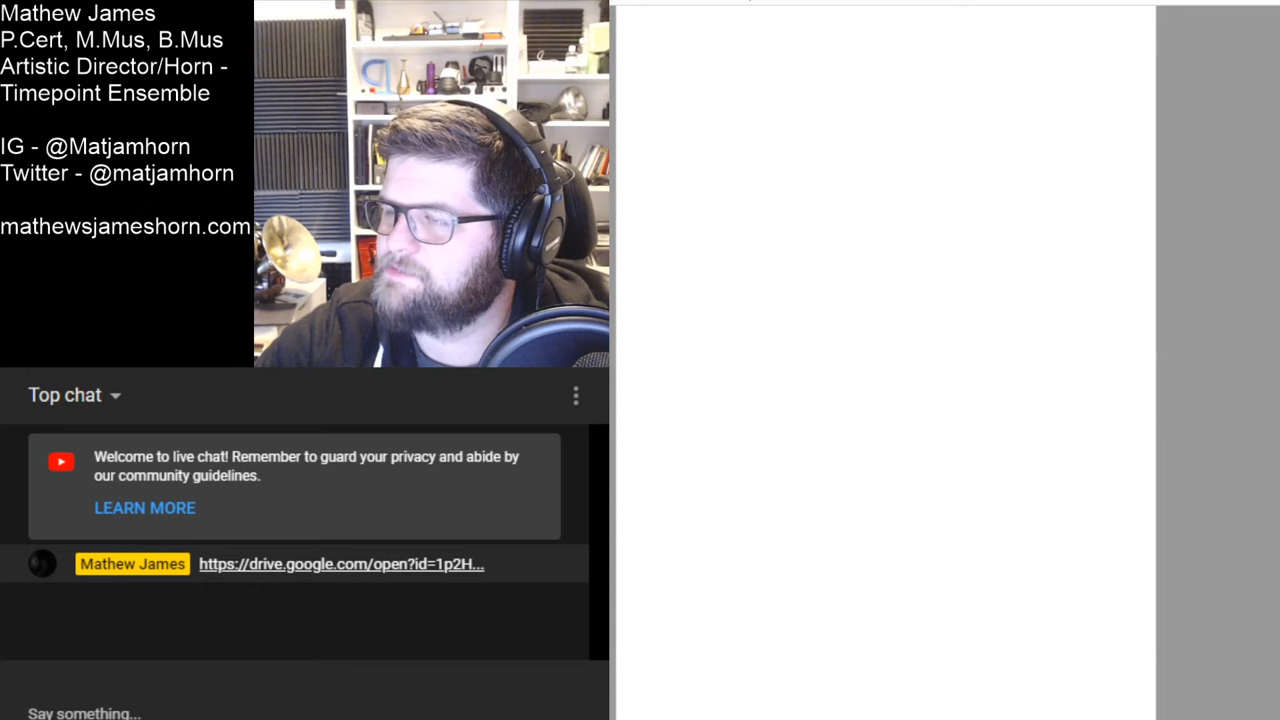 Mathew James
P.Cert, M.Mus, B.Mus
Artistic Director/Horn -
Timepoint Ensemble
IG - @Matjamhorn
Twitter - @matjamhorn
mathewsjameshorn.com
Top chat
Welcome to live chat! Remember to guard your privacy and abide by
our community guidelines.
LEARN MORE
Mathew James https://drive.google.com/open?id=1p2H...
Say something...